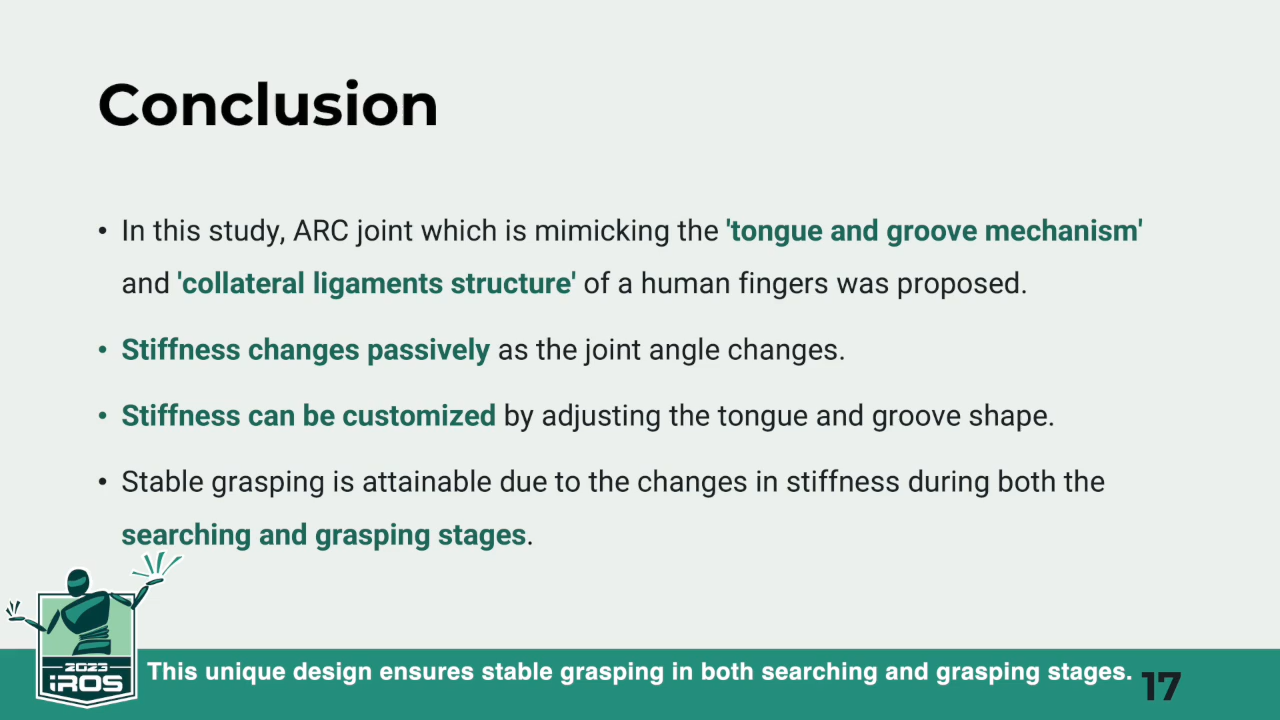 Conclusion
• In this study, ARC joint which is mimicking the 'tongue and groove mechanism'
and 'collateral ligaments structure' of a human fingers was proposed.
• Stiffness changes passively as the joint angle changes.
• Stiffness can be customized by adjusting the tongue and groove shape.
• Stable grasping is attainable due to the changes in stiffness during both the
searching and grasping stages.
2023
iROS
This unique design ensures stable grasping in both searching and grasping stages.
17